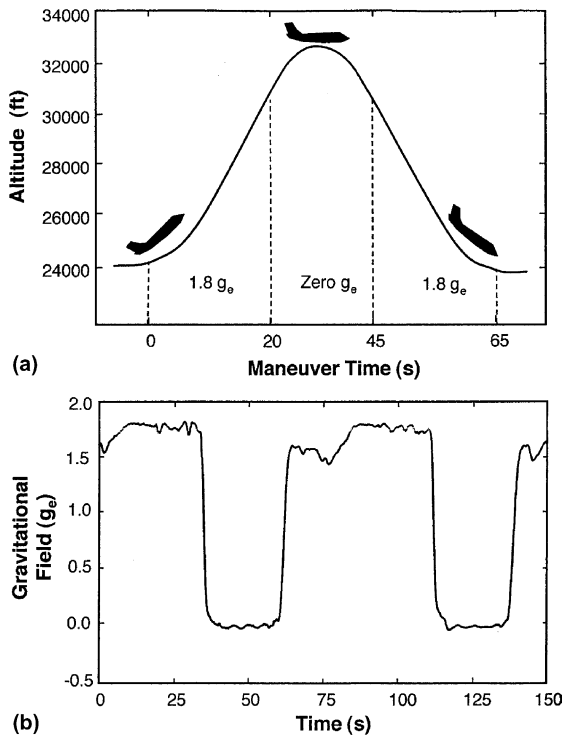 34000
32000
30000
28000
26000
24000
Altitude (ft)
1.8 gₑ
Zero gₑ
1.8 gₑ
0
20
45
65
Maneuver Time (s)
(a)
2.0
1.5
1.0
0.5
0.0
-0.5
Gravitational
Field (gₑ)
0
25
50
75
100
125
150
Time (s)
(b)